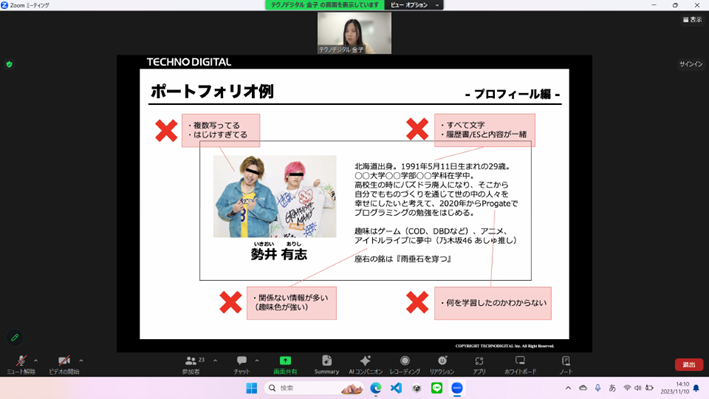 Zoom ミーティング
テクノデジタル 金子 の画面を表示しています
ビュー オプション
表示
テクノデジタル 金子
サインイン
TECHNO DIGITAL
ポートフォリオ例
- プロフィール編 -
・複数写ってる
・はじけすぎてる
・すべて文字
・履歴書/ESと内容が一緒
北海道出身。1991年5月11日生まれの29歳。
〇〇大学〇〇学部〇〇学科在学中。
高校生の時にパズドラ廃人になり、そこから
自分でもものづくりを通じて世の中の人々を
幸せにしたいと考えて、2020年からProgateで
プログラミングの勉強をはじめる。
趣味はゲーム（COD、DBDなど）、アニメ、
アイドルライブに夢中（乃木坂46 あしゅ推し）
座右の銘は『雨垂石を穿つ』
いきおい ありし
勢井 有志
・関係ない情報が多い
（趣味色が強い）
・何を学習したのかわからない
COPYRIGHT TECHNODIGITAL Inc. All Right Reserved.
ミュート解除
ビデオの開始
参加者
23
チャット
画面共有
Summary
AI コンパニオン
レコーディング
リアクション
アプリ
ホワイトボード
ノート
退出
検索
あ
14:10
2023/11/10